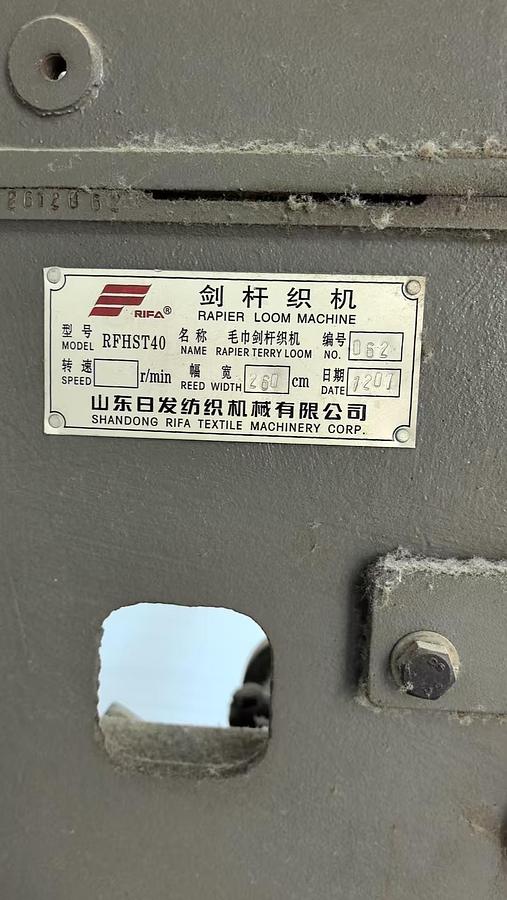 2612062
RIFA®
剑杆织机
RAPIER LOOM MACHINE
型号 MODEL RFHST40 名称 NAME 毛巾剑杆织机 RAPIER TERRY LOOM 编号 NO. 062
转速 SPEED r/min 幅宽 REED WIDTH 260 cm 日期 DATE 1207
山东日发纺织机械有限公司
SHANDONG RIFA TEXTILE MACHINERY CORP.